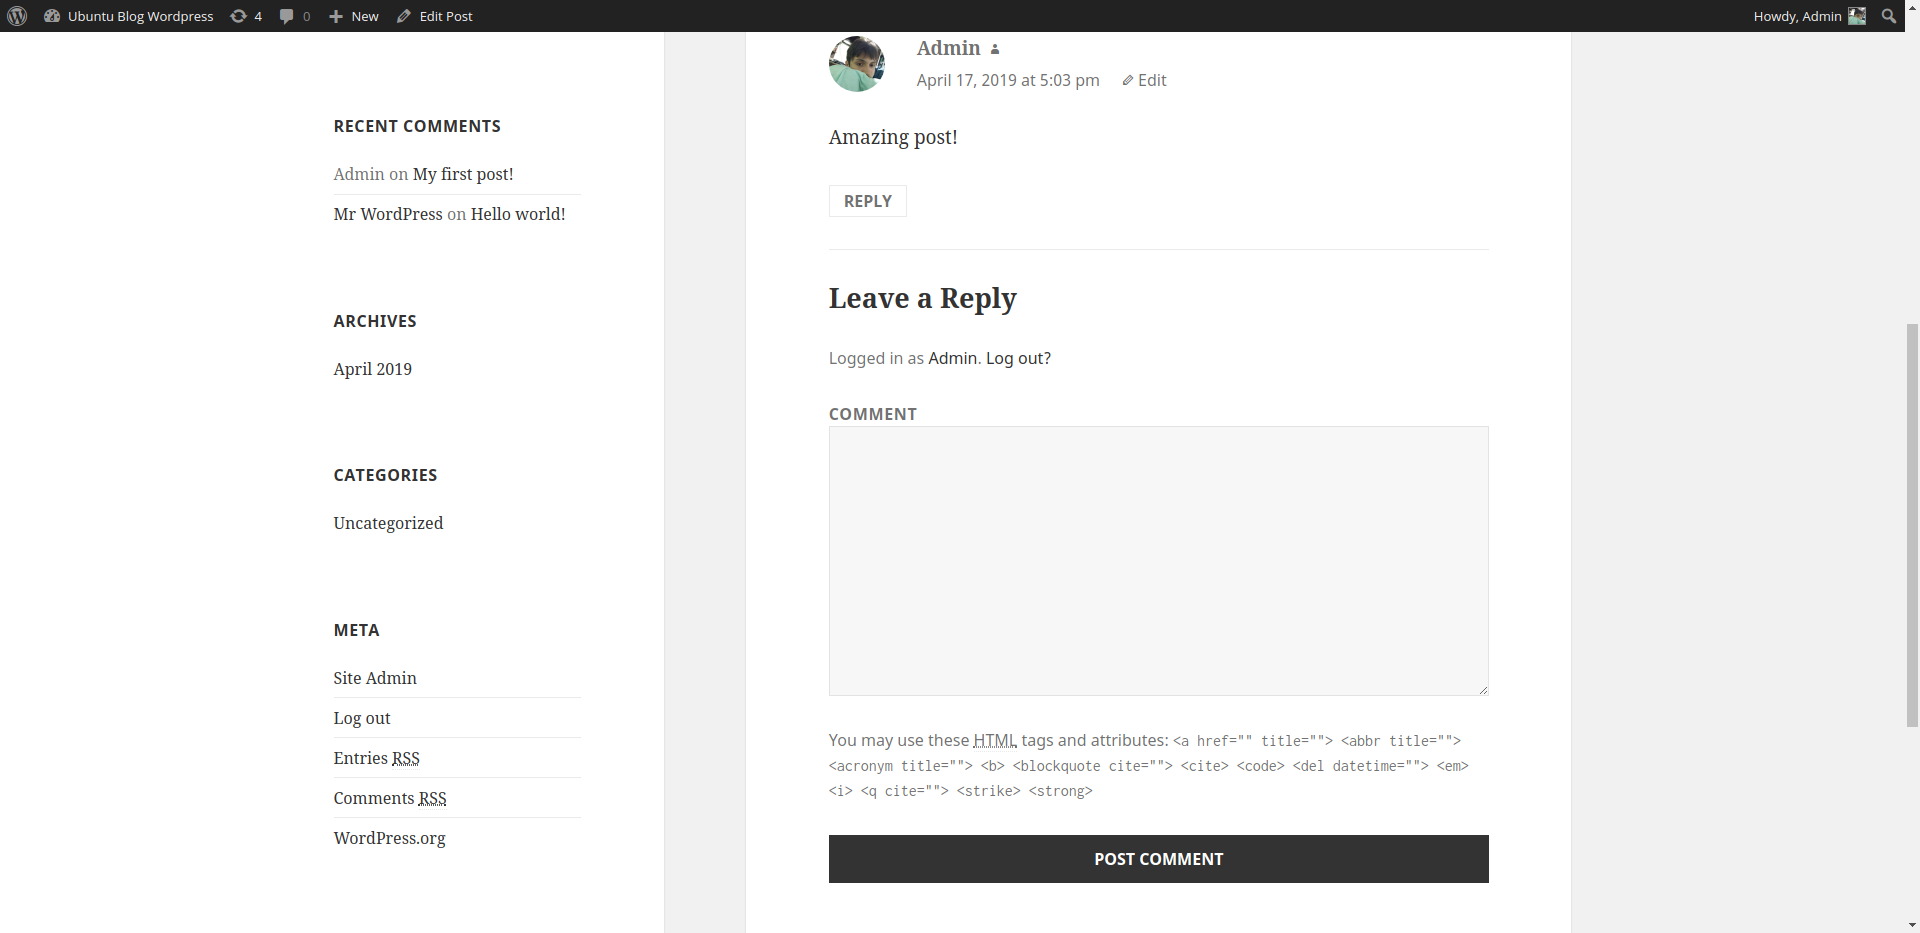 Ubuntu Blog Wordpress 4 0 New Edit Post Howdy, Admin
RECENT COMMENTS
Admin on My first post!
Mr WordPress on Hello world!
ARCHIVES
April 2019
CATEGORIES
Uncategorized
META
Site Admin
Log out
Entries RSS
Comments RSS
WordPress.org
Admin
April 17, 2019 at 5:03 pm Edit
Amazing post!
REPLY
Leave a Reply
Logged in as Admin. Log out?
COMMENT
You may use these HTML tags and attributes: <a href="" title=""> <abbr title="">
<acronym title=""> <b> <blockquote cite=""> <cite> <code> <del datetime=""> <em>
<i> <q cite=""> <strike> <strong>
POST COMMENT